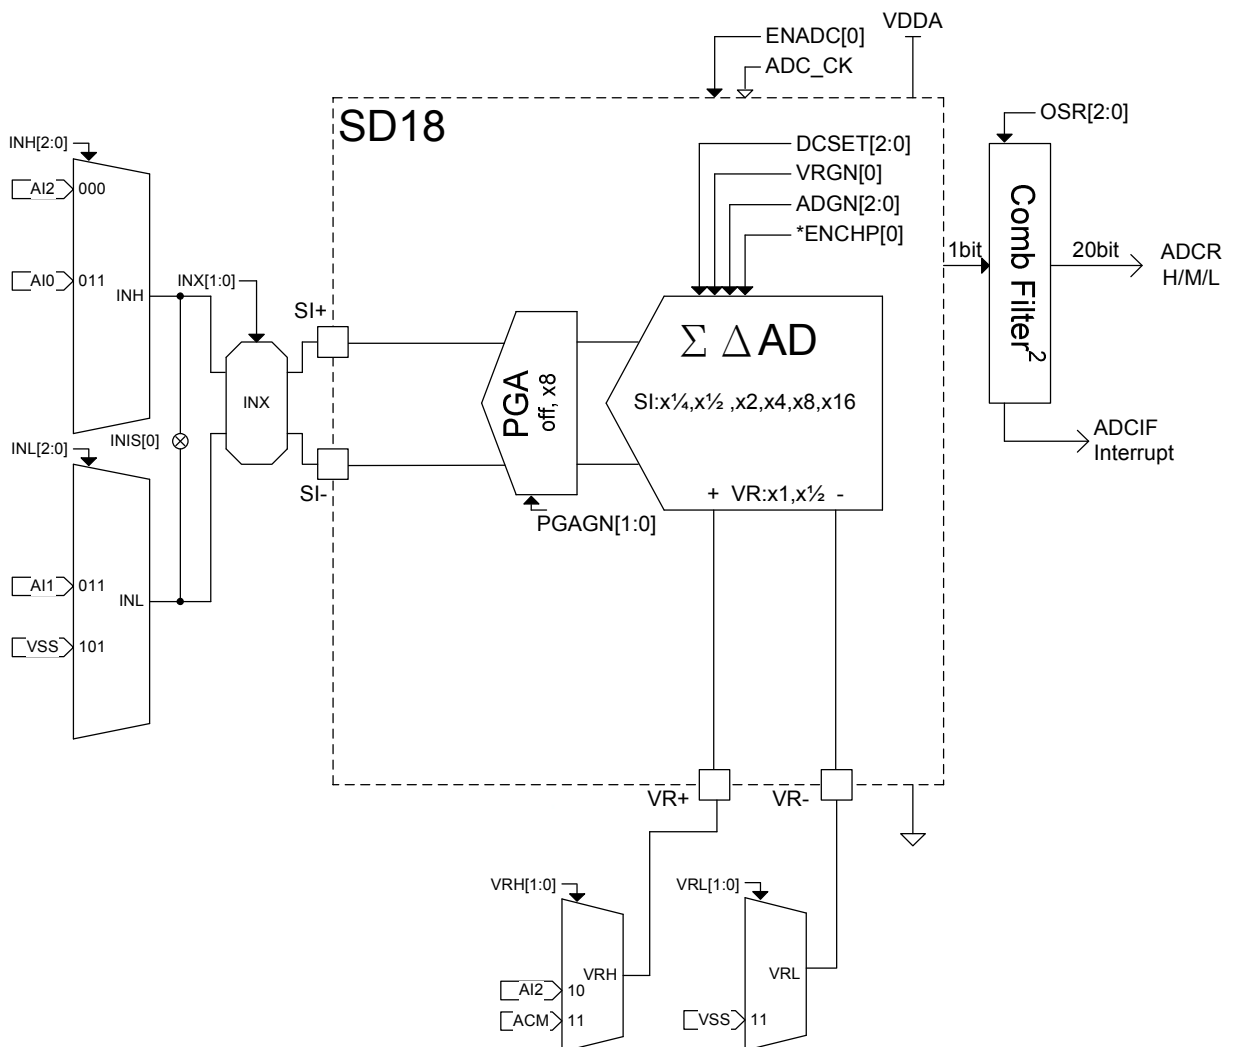 VDDA
ENADC[0]
ADC_CK
SD18
OSR[2:0]
INH[2:0]
DCSET[2:0]
VRGN[0]
ADGN[2:0]
*ENCHP[0]
AI2 000
AI0 011
INH
INX[1:0]
SI+
INX
SI-
INIS[0]
INL[2:0]
AI1 011
INL
VSS 101
PGA
off, x8
PGAGN[1:0]
Σ Δ AD
SI:x¼,x½ ,x2,x4,x8,x16
+ VR:x1,x½ -
1bit
Comb Filter²
20bit
ADCR
H/M/L
ADCIF
Interrupt
VR+
VR-
VRH[1:0]
VRL[1:0]
VRH
AI2 10
ACM 11
VRL
VSS 11